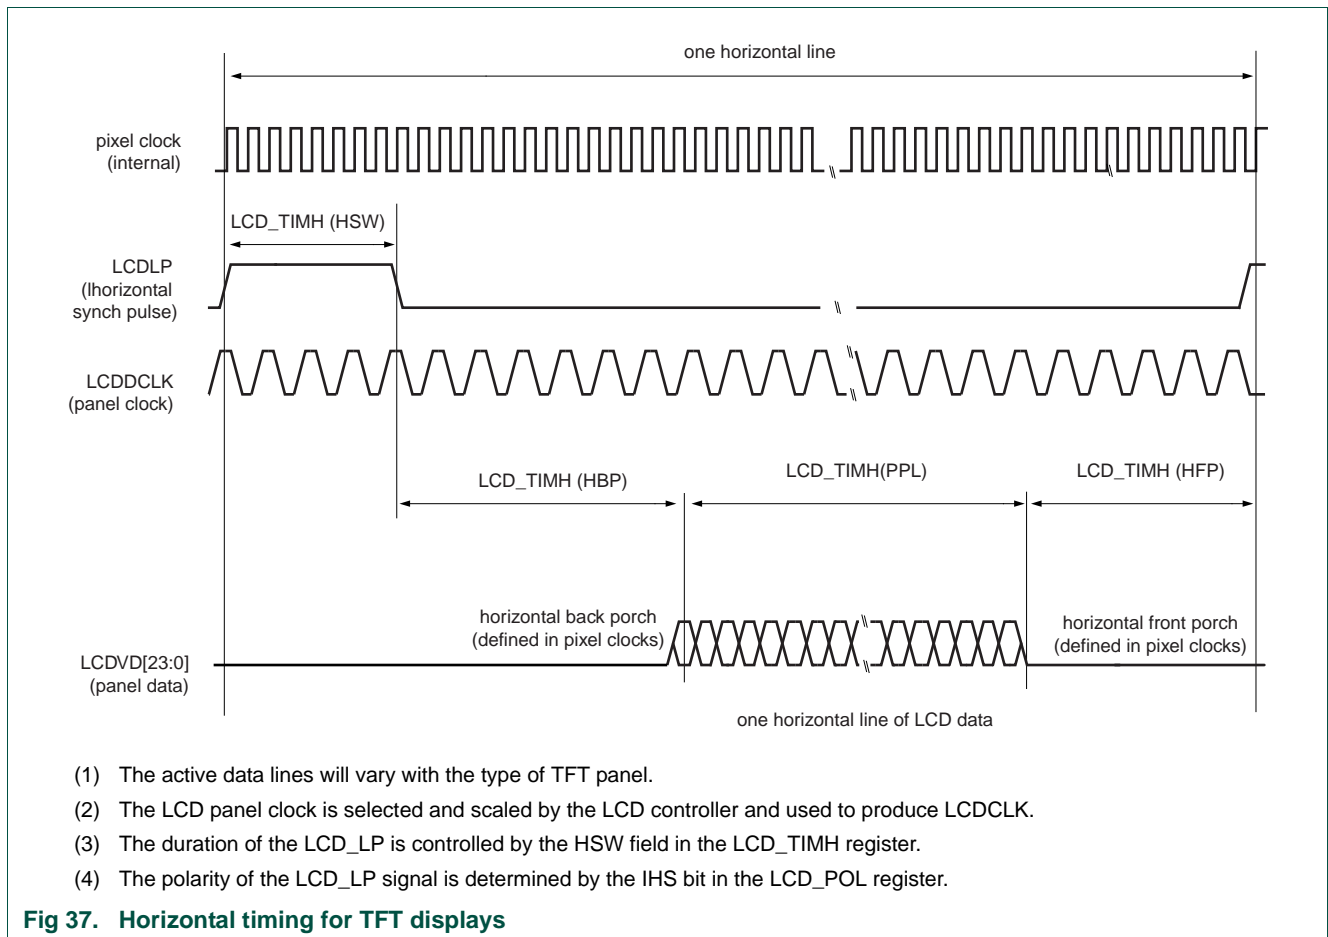 one horizontal line
pixel clock
(internal)
LCD_TIMH (HSW)
LCDLP
(lhorizontal
synch pulse)
LCDDCLK
(panel clock)
LCD_TIMH (HBP)
LCD_TIMH(PPL)
LCD_TIMH (HFP)
horizontal back porch
(defined in pixel clocks)
horizontal front porch
(defined in pixel clocks)
LCDVD[23:0]
(panel data)
one horizontal line of LCD data
(1) The active data lines will vary with the type of TFT panel.
(2) The LCD panel clock is selected and scaled by the LCD controller and used to produce LCDCLK.
(3) The duration of the LCD_LP is controlled by the HSW field in the LCD_TIMH register.
(4) The polarity of the LCD_LP signal is determined by the IHS bit in the LCD_POL register.
Fig 37. Horizontal timing for TFT displays